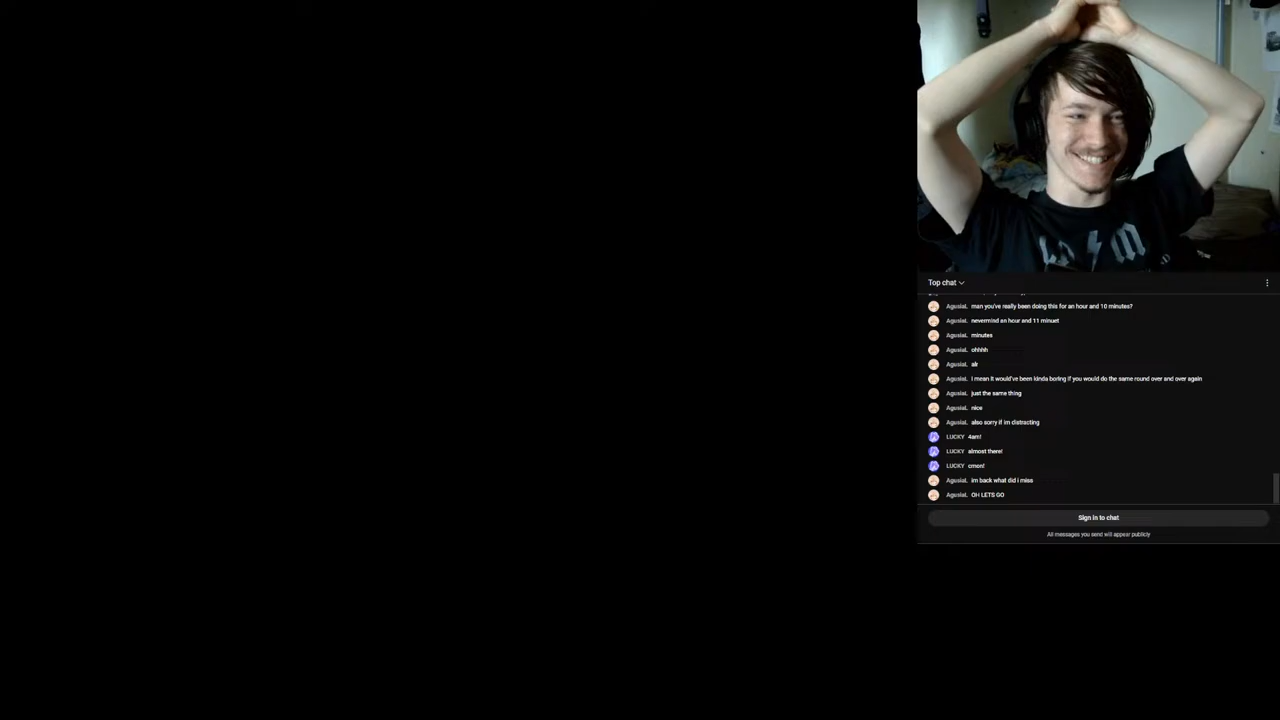 Top chat
Agusial. man you've really been doing this for an hour and 10 minutes?
Agusial. nevermind an hour and 11 minuet
Agusial. minutes
Agusial. ohhhh
Agusial. alr
Agusial. I mean it would've been kinda boring if you would do the same round over and over again
Agusial. just the same thing
Agusial. nice
Agusial. also sorry if im distracting
LUCKY 4am!
LUCKY almost there!
LUCKY cmon!
Agusial. im back what did i miss
Agusial. OH LETS GO
Sign in to chat
All messages you send will appear publicly